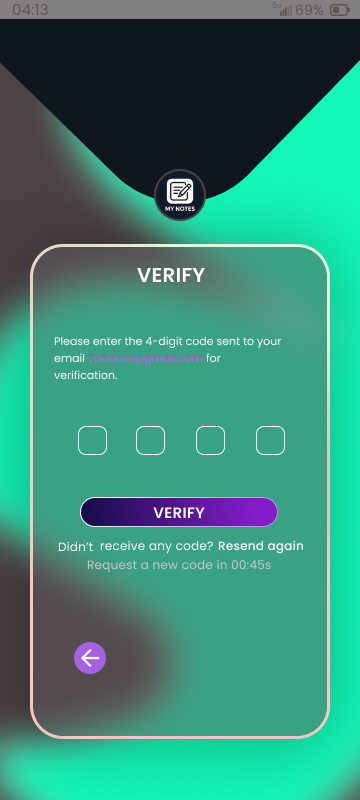 04:13
5G 69%
MY NOTES
VERIFY
Please enter the 4-digit code sent to your
email
for
verification.
VERIFY
Didn't receive any code? Resend again
Request a new code in 00:45s